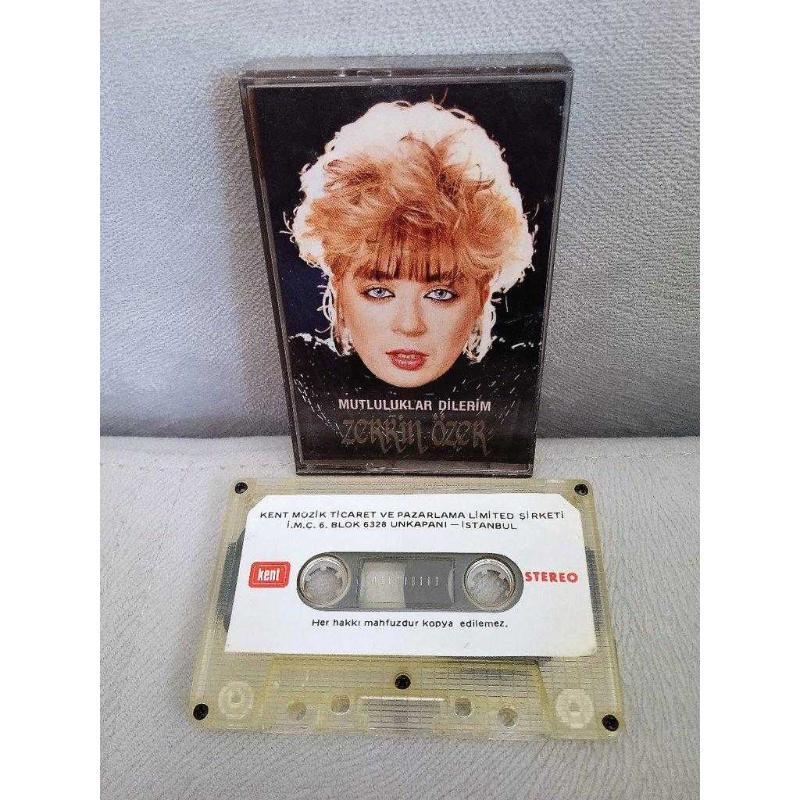 MUTLULUKLAR DİLERİM
ZERRİN ÖZER
KENT MÜZİK TİCARET VE PAZARLAMA LİMİTED ŞİRKETİ
İ.M.Ç. 6. BLOK 6328 UNKAPANI — İSTANBUL
kent
STEREO
Her hakkı mahfuzdur kopya edilemez.